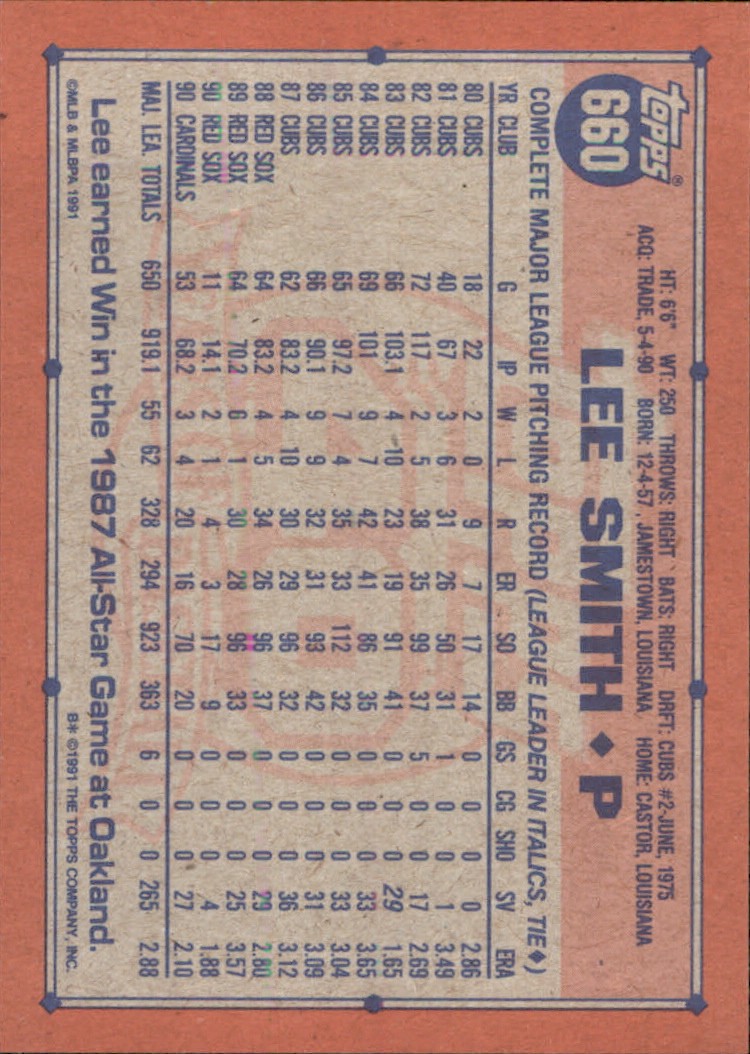 topps®
660
HT: 6'6" WT: 250 THROWS: RIGHT BATS: RIGHT DRFT: CUBS #2-JUNE, 1975
ACQ: TRADE, 5-4-90 BORN: 12-4-57, JAMESTOWN, LOUISIANA HOME: CASTOR, LOUISIANA
LEE SMITH ♦ P
COMPLETE MAJOR LEAGUE PITCHING RECORD (LEAGUE LEADER IN ITALICS, TIE♦)
YR CLUB G IP W L R ER SO BB GS CG SHO SV ERA
80 CUBS 18 22 2 0 9 7 17 14 0 0 0 0 2.86
81 CUBS 40 67 3 6 31 26 50 31 1 0 0 1 3.49
82 CUBS 72 117 2 5 38 35 99 37 5 0 0 17 2.69
83 CUBS 66 103.1 4 10 23 19 91 41 0 0 0 29 1.65
84 CUBS 69 101 9 7 42 41 86 35 0 0 0 33 3.65
85 CUBS 65 97.2 7 4 35 33 112 32 0 0 0 33 3.04
86 CUBS 66 90.1 9 9 32 31 93 42 0 0 0 31 3.09
87 CUBS 62 83.2 4 10 30 29 96 32 0 0 0 36 3.12
88 RED SOX 64 83.2 4 5 34 26 96 37 0 0 0 29 2.80
89 RED SOX 64 70.2 6 1 30 28 96 33 0 0 0 25 3.57
90 RED SOX 11 14.1 2 1 4 3 17 9 0 0 0 4 1.88
90 CARDINALS 53 68.2 3 4 20 16 70 20 0 0 0 27 2.10
MAJ. LEA. TOTALS 650 919.1 55 62 328 294 923 363 6 0 0 265 2.88
Lee earned Win in the 1987 All-Star Game at Oakland.
©MLB & MLBPA 1991 B* ©1991 THE TOPPS COMPANY, INC.